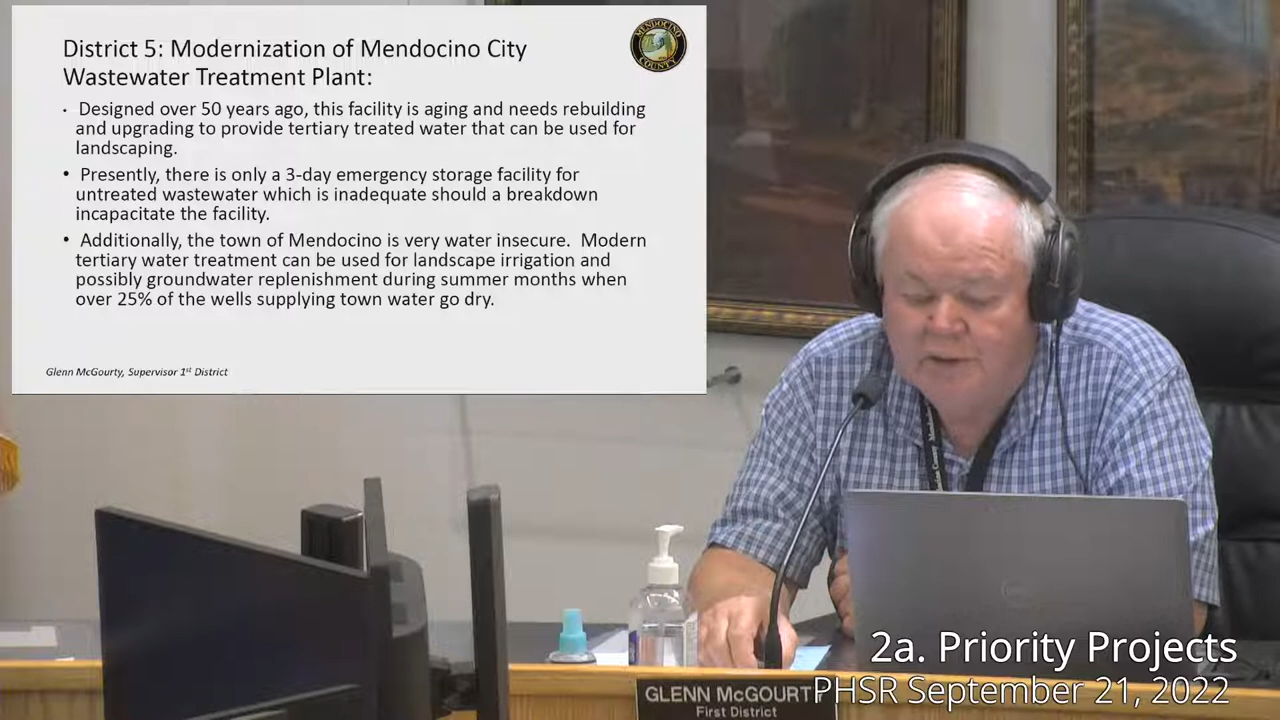 District 5: Modernization of Mendocino City
Wastewater Treatment Plant:
• Designed over 50 years ago, this facility is aging and needs rebuilding
and upgrading to provide tertiary treated water that can be used for
landscaping.
• Presently, there is only a 3-day emergency storage facility for
untreated wastewater which is inadequate should a breakdown
incapacitate the facility.
• Additionally, the town of Mendocino is very water insecure. Modern
tertiary water treatment can be used for landscape irrigation and
possibly groundwater replenishment during summer months when
over 25% of the wells supplying town water go dry.
Glenn McGourty, Supervisor 1st District
MENDOCINO
COUNTY
2a. Priority Projects
PHSR September 21, 2022
GLENN McGOURT
First District